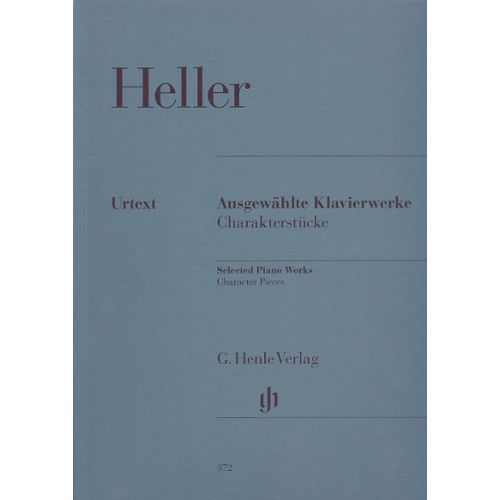 Heller
Urtext
Ausgewählte Klavierwerke
Charakterstücke
Selected Piano Works
Character Pieces
G. Henle Verlag
372